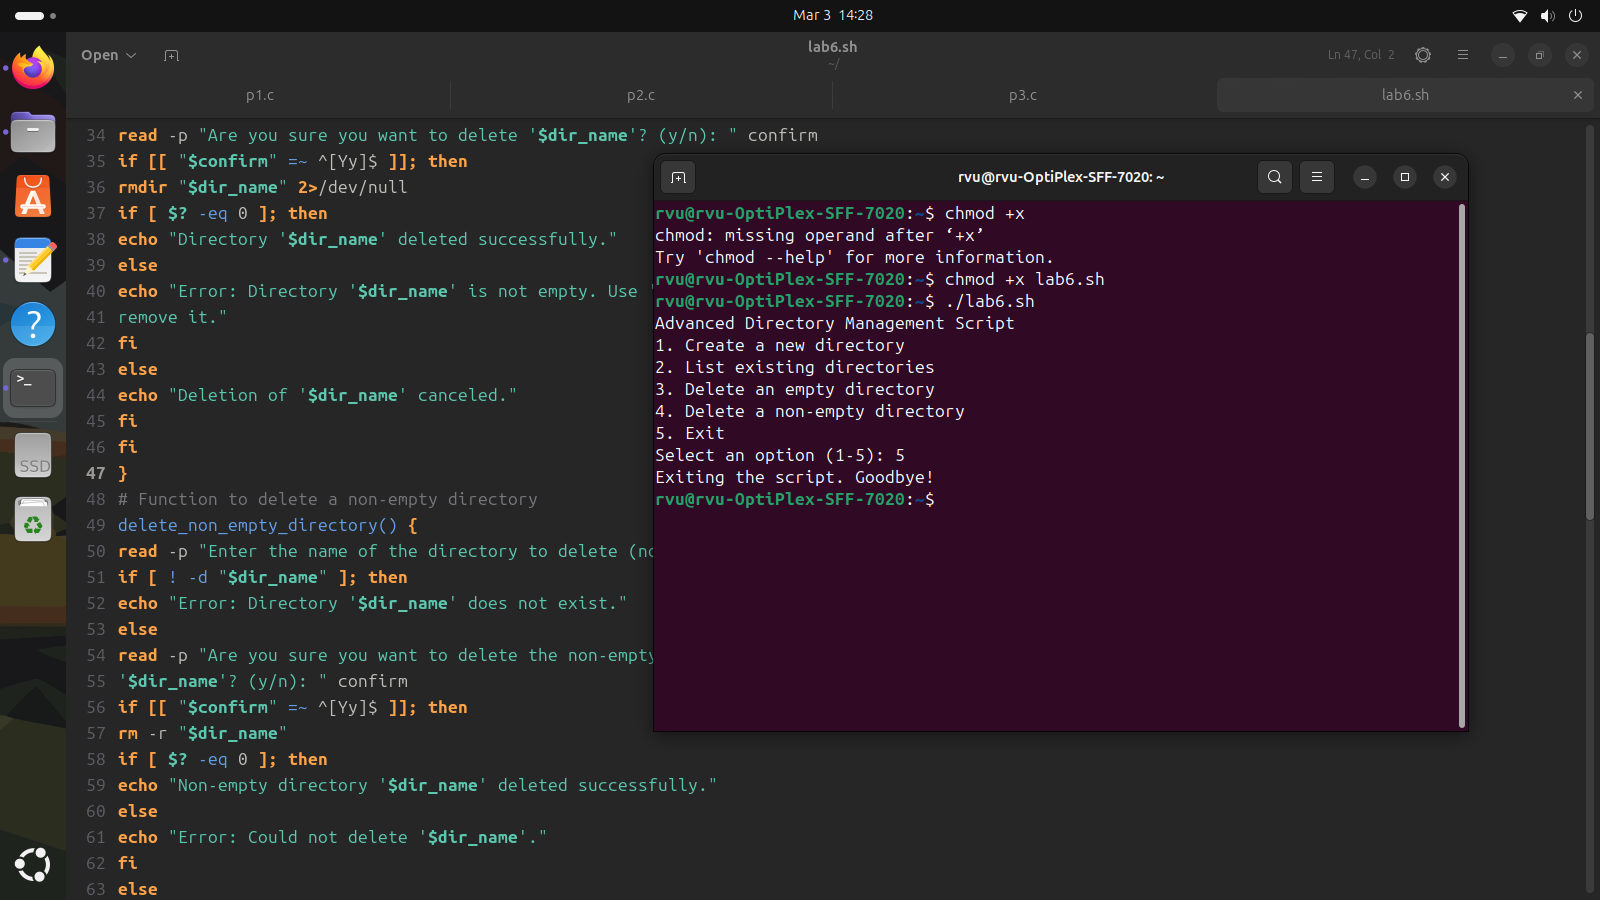 Mar 3 14:28
Open
lab6.sh
~/
Ln 47, Col 2
p1.c
p2.c
p3.c
lab6.sh
34 read -p "Are you sure you want to delete '$dir_name'? (y/n): " confirm
35 if [[ "$confirm" =~ ^[Yy]$ ]]; then
36 rmdir "$dir_name" 2>/dev/null
37 if [ $? -eq 0 ]; then
38 echo "Directory '$dir_name' deleted successfully."
39 else
40 echo "Error: Directory '$dir_name' is not empty. Use
41 remove it."
42 fi
43 else
44 echo "Deletion of '$dir_name' canceled."
45 fi
46 fi
47 }
48 # Function to delete a non-empty directory
49 delete_non_empty_directory() {
50 read -p "Enter the name of the directory to delete (no
51 if [ ! -d "$dir_name" ]; then
52 echo "Error: Directory '$dir_name' does not exist."
53 else
54 read -p "Are you sure you want to delete the non-empty
55 '$dir_name'? (y/n): " confirm
56 if [[ "$confirm" =~ ^[Yy]$ ]]; then
57 rm -r "$dir_name"
58 if [ $? -eq 0 ]; then
59 echo "Non-empty directory '$dir_name' deleted successfully."
60 else
61 echo "Error: Could not delete '$dir_name'."
62 fi
63 else
rvu@rvu-OptiPlex-SFF-7020: ~
rvu@rvu-OptiPlex-SFF-7020:~$ chmod +x
chmod: missing operand after ‘+x’
Try 'chmod --help' for more information.
rvu@rvu-OptiPlex-SFF-7020:~$ chmod +x lab6.sh
rvu@rvu-OptiPlex-SFF-7020:~$ ./lab6.sh
Advanced Directory Management Script
1. Create a new directory
2. List existing directories
3. Delete an empty directory
4. Delete a non-empty directory
5. Exit
Select an option (1-5): 5
Exiting the script. Goodbye!
rvu@rvu-OptiPlex-SFF-7020:~$
SSD